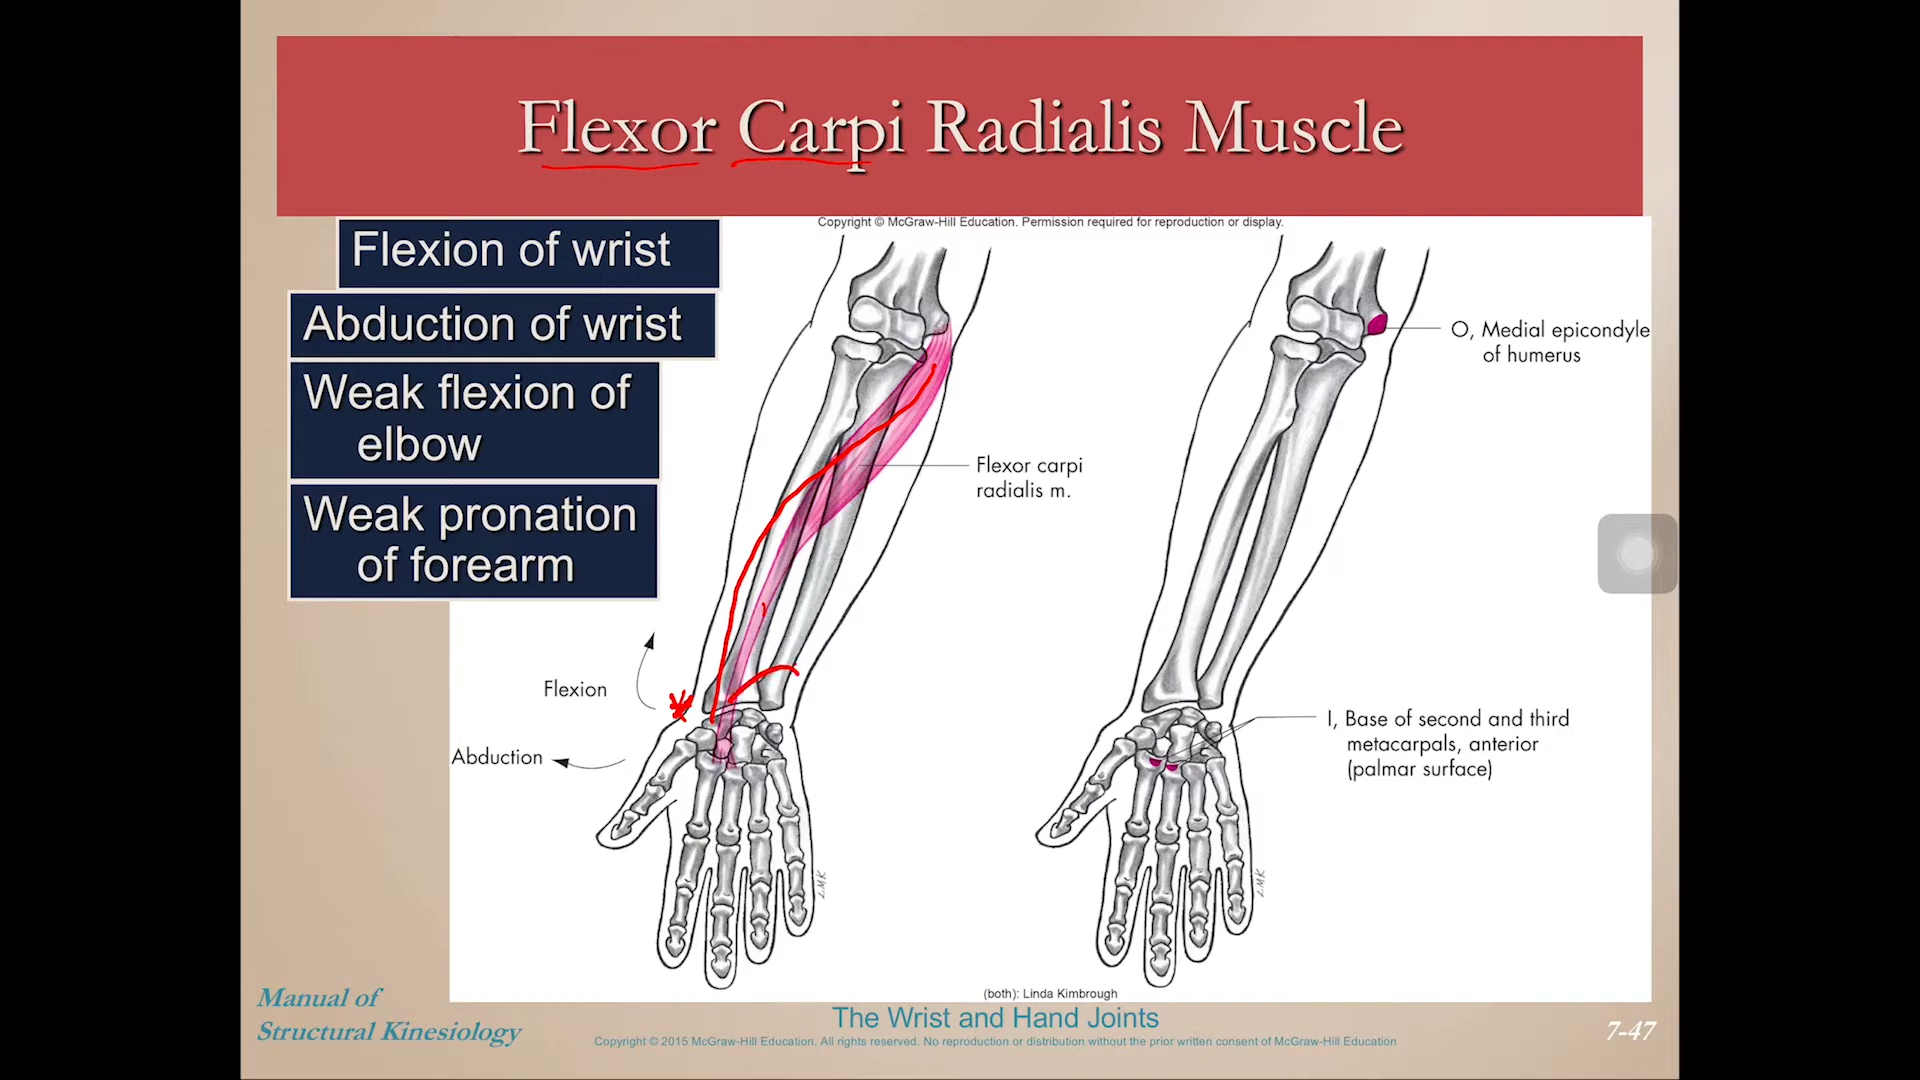 Flexor Carpi Radialis Muscle
Copyright © McGraw-Hill Education. Permission required for reproduction or display.
Flexion of wrist
Abduction of wrist
Weak flexion of
elbow
Weak pronation
of forearm
O, Medial epicondyle
of humerus
Flexor carpi
radialis m.
Flexion
Abduction
I, Base of second and third
metacarpals, anterior
(palmar surface)
LMK
LMK
(both): Linda Kimbrough
Manual of
Structural Kinesiology
The Wrist and Hand Joints
Copyright © 2015 McGraw-Hill Education. All rights reserved. No reproduction or distribution without the prior written consent of McGraw-Hill Education
7-47